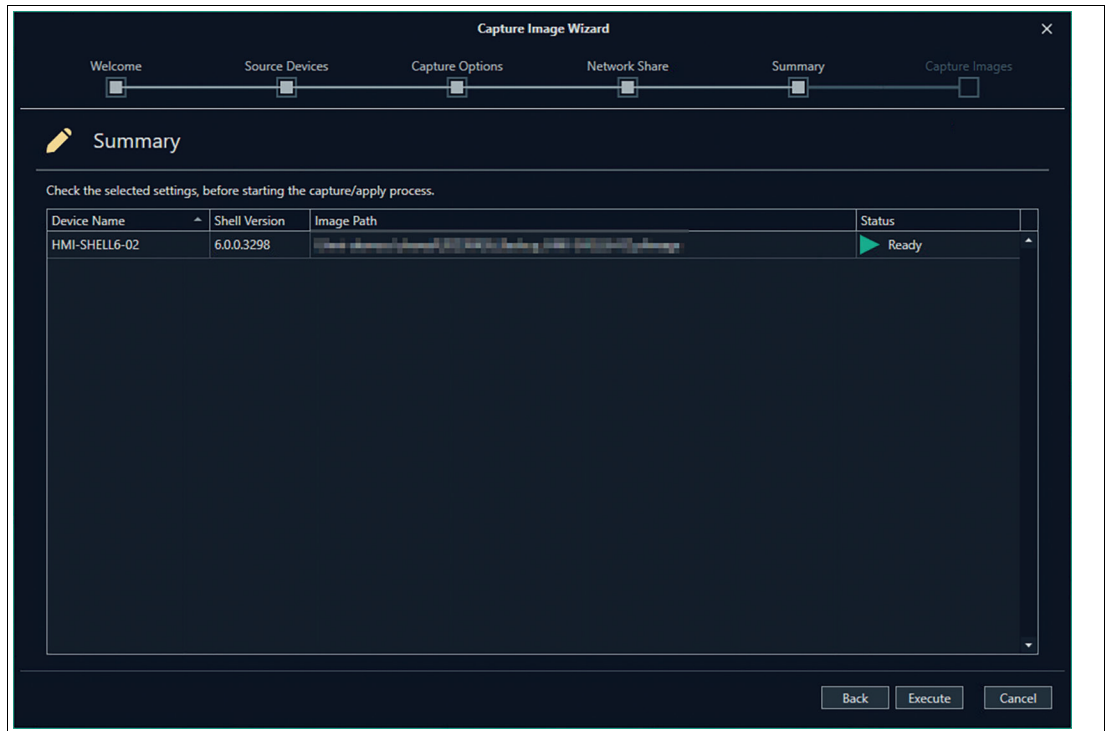 Capture Image Wizard
Welcome Source Devices Capture Options Network Share Summary Capture Images
Summary
Check the selected settings, before starting the capture/apply process.
Device Name Shell Version Image Path Status
HMI-SHELL6-02 6.0.0.3298 Ready
Back Execute Cancel